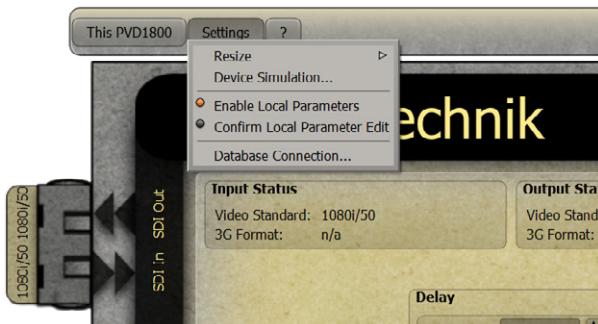 This PVD1800 Settings ?
Resize
Device Simulation...
Enable Local Parameters
Confirm Local Parameter Edit
Database Connection...
echnik
Input Status
Video Standard: 1080i/50
3G Format: n/a
Output Sta
Video Stand
3G Format:
Delay
SDI Out
SDI In
1080i/50
1080i/50